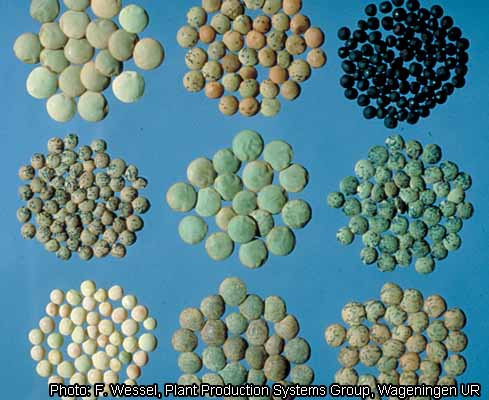 Photo: F. Wessel, Plant Production Systems Group, Wageningen UR